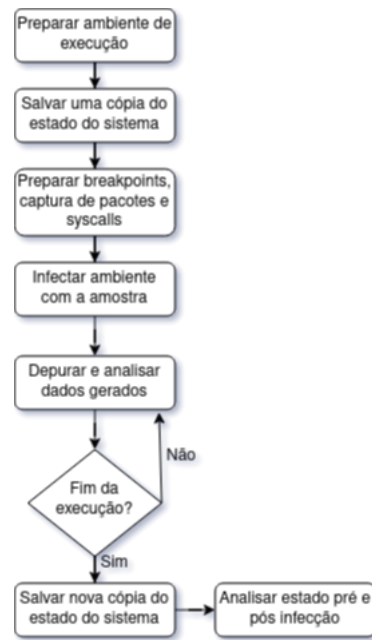 Preparar ambiente de
execução
Salvar uma cópia do
estado do sistema
Preparar breakpoints,
captura de pacotes e
syscalls
Infectar ambiente
com a amostra
Depurar e analisar
dados gerados
Não
Fim da
execução?
Sim
Salvar nova cópia do
estado do sistema
Analisar estado pré e
pós infecção